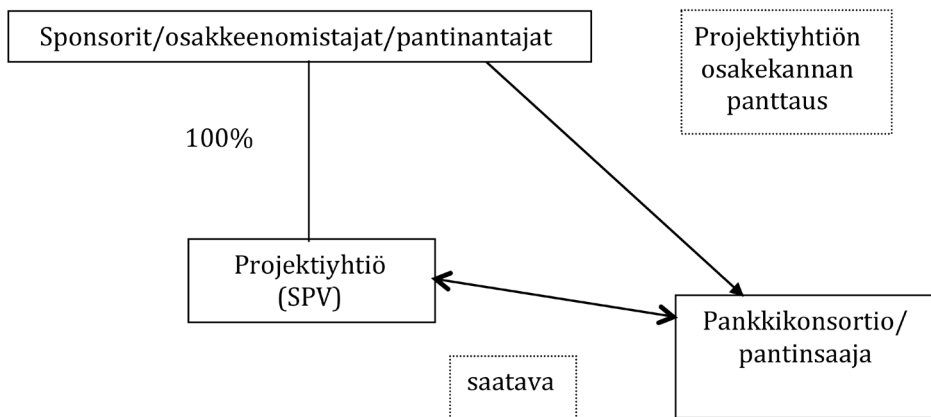 Sponsorit/osakkeenomistajat/pantinantajat
Projektiyhtiön
osakekannan
panttaus
100%
Projektiyhtiö
(SPV)
Pankkikonsortio/
pantinsaaja
saatava